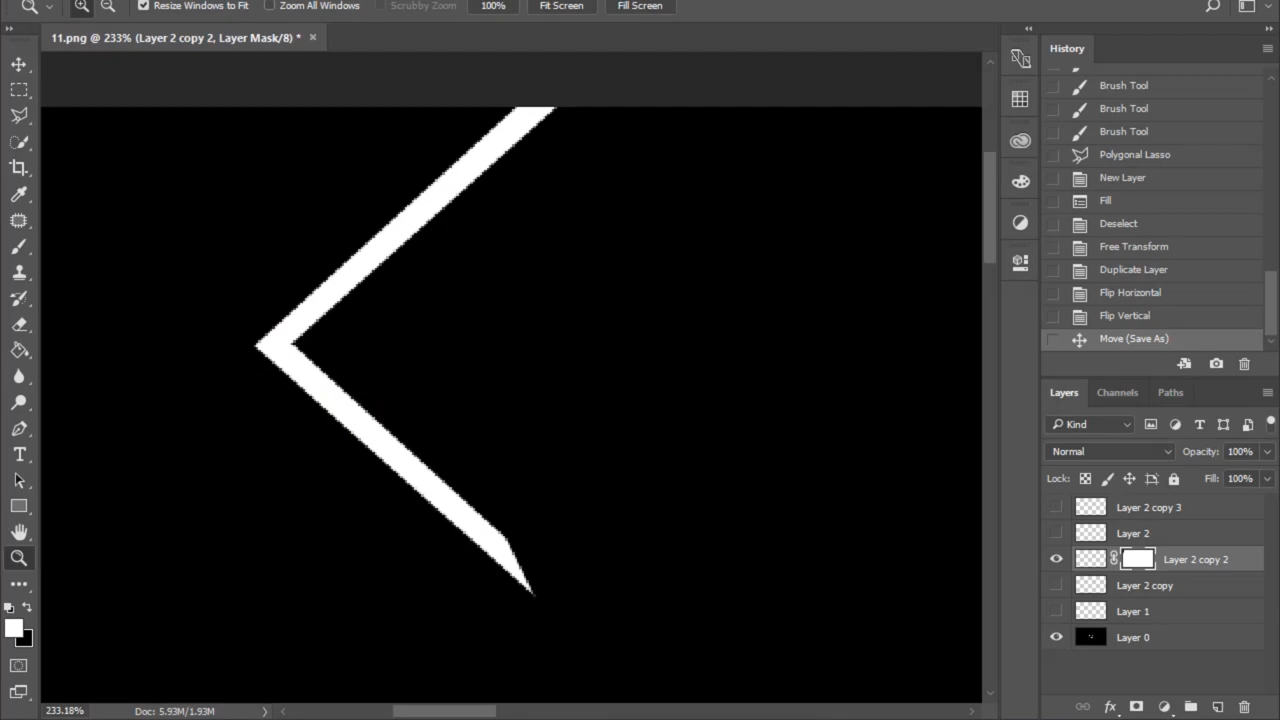 Resize Windows to Fit Zoom All Windows Scrubby Zoom 100% Fit Screen Fill Screen
11.png @ 233% (Layer 2 copy 2, Layer Mask/8) * ×
History
Brush Tool
Brush Tool
Brush Tool
Polygonal Lasso
New Layer
Fill
Deselect
Free Transform
Duplicate Layer
Flip Horizontal
Flip Vertical
Move (Save As)
Layers Channels Paths
Kind
Normal Opacity: 100%
Lock: Fill: 100%
Layer 2 copy 3
Layer 2
Layer 2 copy 2
Layer 2 copy
Layer 1
Layer 0
233.18% Doc: 5.93M/1.93M